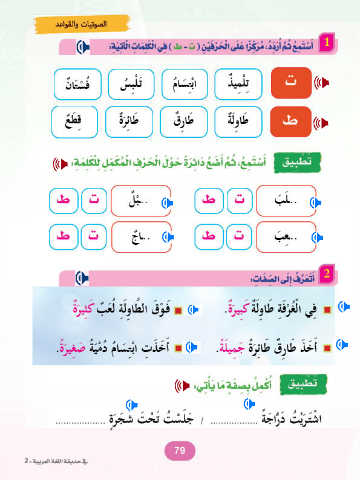 الصوتيات والقواعد
1 أَسْتَمِعُ ثُمَّ أُرَدِّدُ، مُرَكِّزًا عَلَى الْحَرْفَيْنِ (ت - ط) فِي الْكَلِمَاتِ الْآتِيَةِ:
ت تِلْمِيذٌ ابْتِسَامٌ تَلْبِسُ فُسْتَانٌ
ط طَاوِلَةٌ طَارِقٌ طَائِرَةٌ قِطَعٌ
تطبيق أَسْتَمِعُ، ثُمَّ أَضَعُ دَائِرَةً حَوْلَ الْحَرْفِ الْمُكَمِّلِ لِلْكَلِمَةِ:
...لَبَ ت ط ...بْلٌ ت ط
...عِبَ ت ط ...اجٌ ت ط
2 أَتَعَرَّفُ إِلَى الصِّفَاتِ:
فِي الْغُرْفَةِ طَاوِلَةٌ كَبِيرَةٌ. فَوْقَ الطَّاوِلَةِ لُعَبٌ كَثِيرَةٌ
أَخَذَ طَارِقٌ طَائِرَةً جَمِيلَةً. أَخَذَتِ ابْتِسَامُ دُمْيَةً صَغِيرَةً.
تطبيق أُكْمِلُ بِصِفَةٍ مَا يَأْتِي:
اشْتَرَيْتُ دَرَّاجَةً .................. / جَلَسْتُ تَحْتَ شَجَرَةٍ ..................
79
في حديقة اللغة العربية - 2